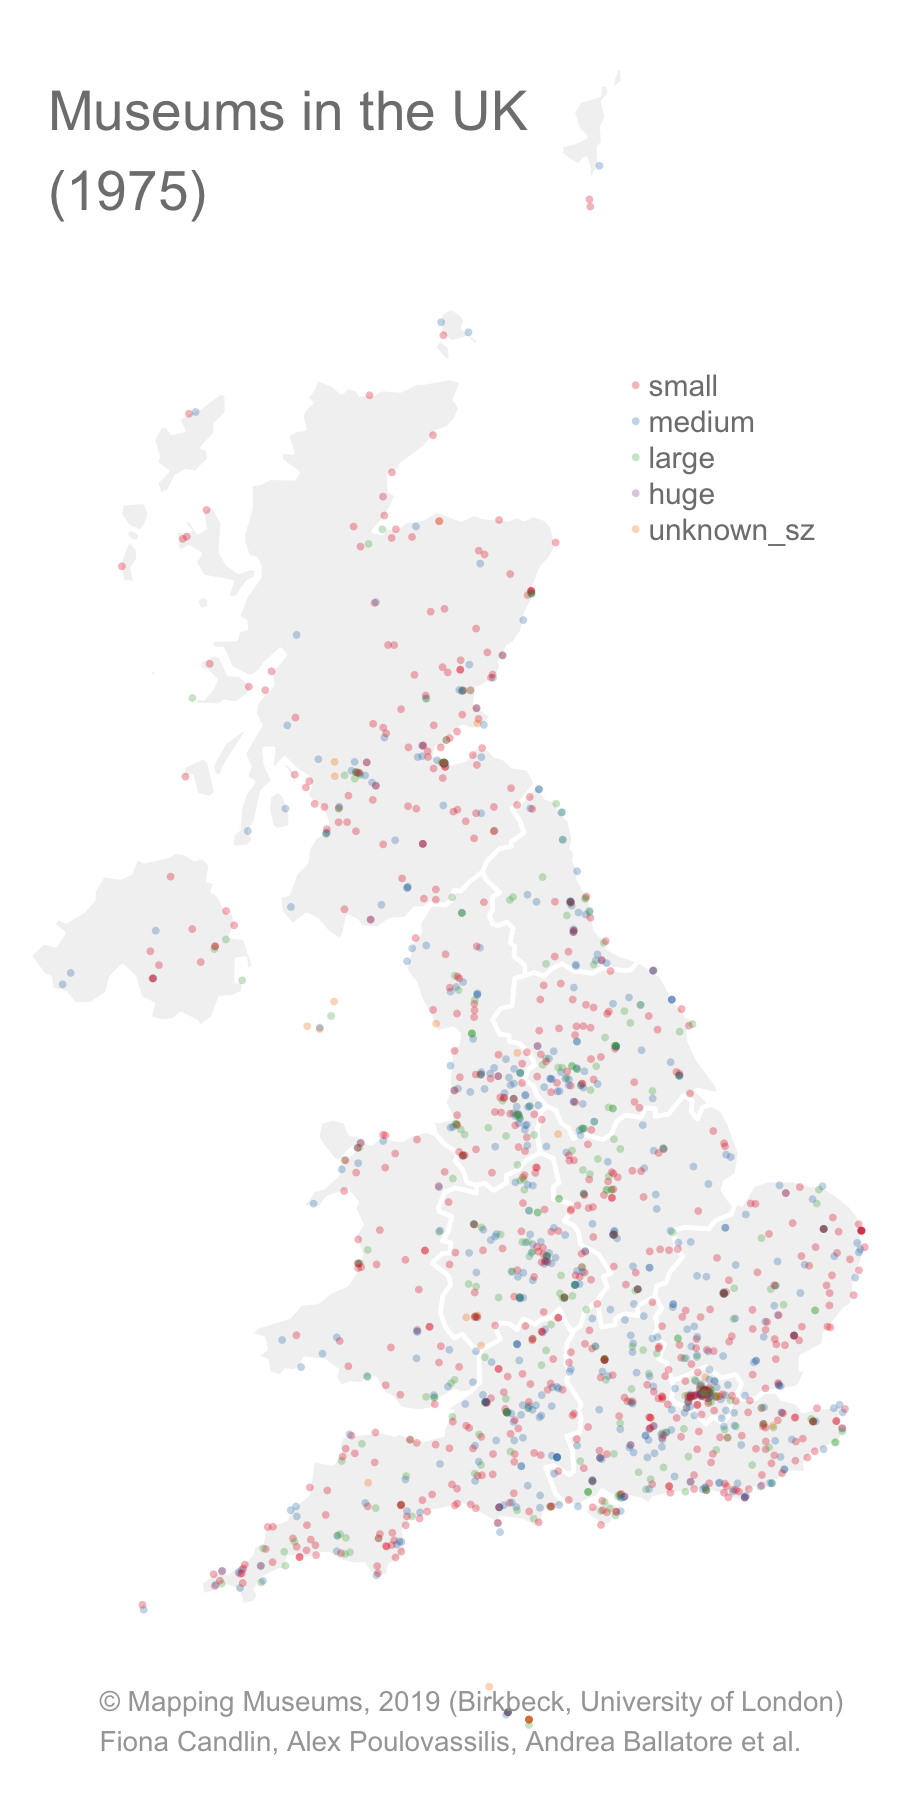 Museums in the UK
(1975)
small
medium
large
huge
unknown_sz
© Mapping Museums, 2019 (Birkbeck, University of London)
Fiona Candlin, Alex Poulovassilis, Andrea Ballatore et al.